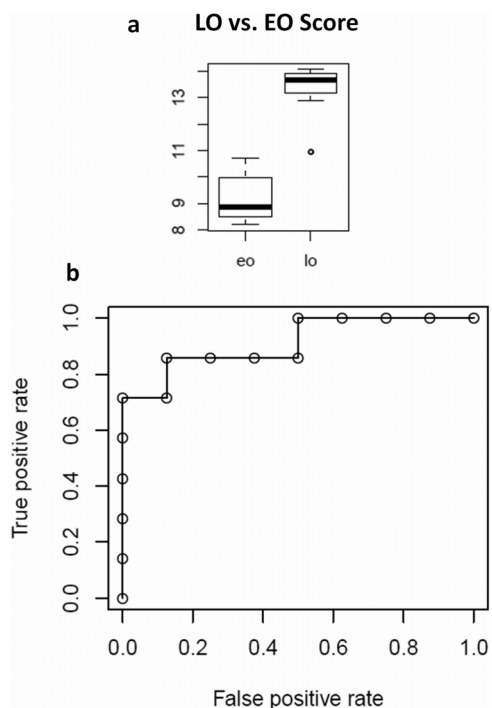 a LO vs. EO Score
13
11
9
8
eo lo
b
1.0
0.8
0.6
0.4
0.2
0.0
True positive rate
0.0 0.2 0.4 0.6 0.8 1.0
False positive rate